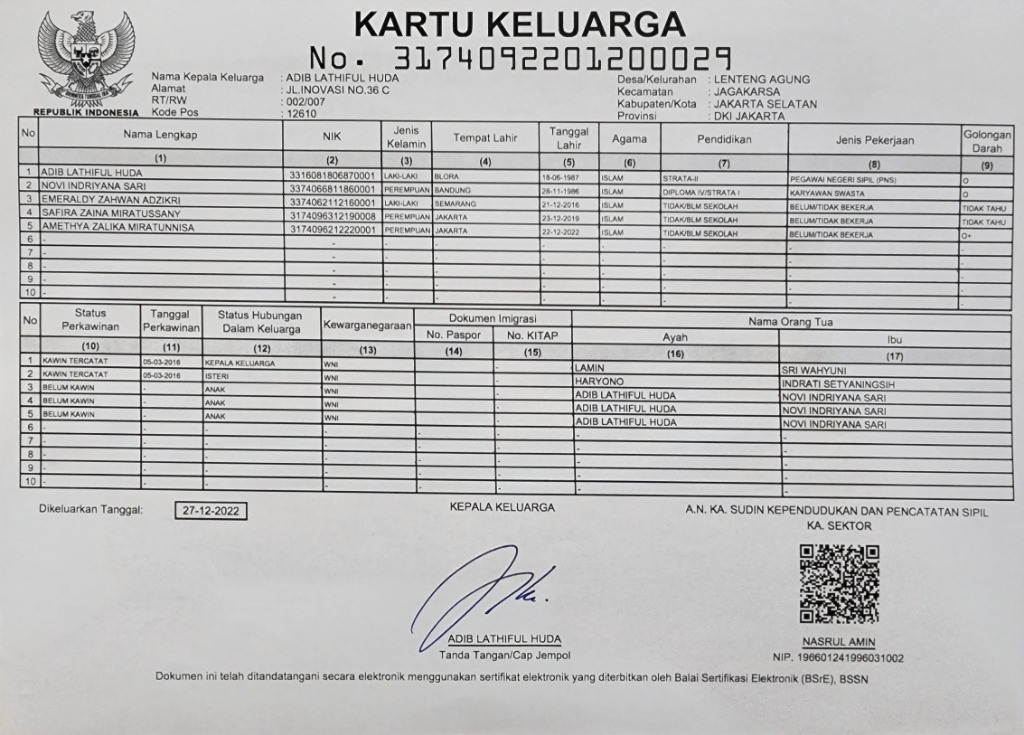 KARTU KELUARGA
No. 3174092201200029
REPUBLIK INDONESIA
Nama Kepala Keluarga : ADIB LATHIFUL HUDA
Alamat : JL.INOVASI NO.36 C
RT/RW : 002/007
Kode Pos : 12610
Desa/Kelurahan : LENTENG AGUNG
Kecamatan : JAGAKARSA
Kabupaten/Kota : JAKARTA SELATAN
Provinsi : DKI JAKARTA
No Nama Lengkap NIK Jenis Kelamin Tempat Lahir Tanggal Lahir Agama Pendidikan Jenis Pekerjaan Golongan Darah
(1) (2) (3) (4) (5) (6) (7) (8) (9)
1 ADIB LATHIFUL HUDA 3316081806870001 LAKI-LAKI BLORA 18-06-1987 ISLAM STRATA-II PEGAWAI NEGERI SIPIL (PNS) O
2 NOVI INDRIYANA SARI 3374066811860001 PEREMPUAN BANDUNG 28-11-1986 ISLAM DIPLOMA IV/STRATA I KARYAWAN SWASTA O
3 EMERALDY ZAHWAN ADZIKRI 3374062112160001 LAKI-LAKI SEMARANG 21-12-2016 ISLAM TIDAK/BLM SEKOLAH BELUM/TIDAK BEKERJA TIDAK TAHU
4 SAFIRA ZAINA MIRATUSSANY 3174096312190008 PEREMPUAN JAKARTA 23-12-2019 ISLAM TIDAK/BLM SEKOLAH BELUM/TIDAK BEKERJA TIDAK TAHU
5 AMETHYA ZALIKA MIRATUNNISA 3174096212220001 PEREMPUAN JAKARTA 22-12-2022 ISLAM TIDAK/BLM SEKOLAH BELUM/TIDAK BEKERJA O+
6 - - - - - - - - -
7 - - - - - - - - -
8 - - - - - - - - -
9 - - - - - - - - -
10 - - - - - - - - -
No Status Perkawinan Tanggal Perkawinan Status Hubungan Dalam Keluarga Kewarganegaraan Dokumen Imigrasi Nama Orang Tua
No. Paspor No. KITAP Ayah Ibu
(10) (11) (12) (13) (14) (15) (16) (17)
1 KAWIN TERCATAT 05-03-2016 KEPALA KELUARGA WNI - - LAMIN SRI WAHYUNI
2 KAWIN TERCATAT 05-03-2016 ISTERI WNI - - HARYONO INDRATI SETYANINGSIH
3 BELUM KAWIN - ANAK WNI - - ADIB LATHIFUL HUDA NOVI INDRIYANA SARI
4 BELUM KAWIN - ANAK WNI - - ADIB LATHIFUL HUDA NOVI INDRIYANA SARI
5 BELUM KAWIN - ANAK WNI - - ADIB LATHIFUL HUDA NOVI INDRIYANA SARI
6 - - - - - - - -
7 - - - - - - - -
8 - - - - - - - -
9 - - - - - - - -
10 - - - - - - - -
Dikeluarkan Tanggal: 27-12-2022
KEPALA KELUARGA
ADIB LATHIFUL HUDA
Tanda Tangan/Cap Jempol
A.N. KA. SUDIN KEPENDUDUKAN DAN PENCATATAN SIPIL
KA. SEKTOR
NASRUL AMIN
NIP. 196601241996031002
Dokumen ini telah ditandatangani secara elektronik menggunakan sertifikat elektronik yang diterbitkan oleh Balai Sertifikasi Elektronik (BSrE), BSSN